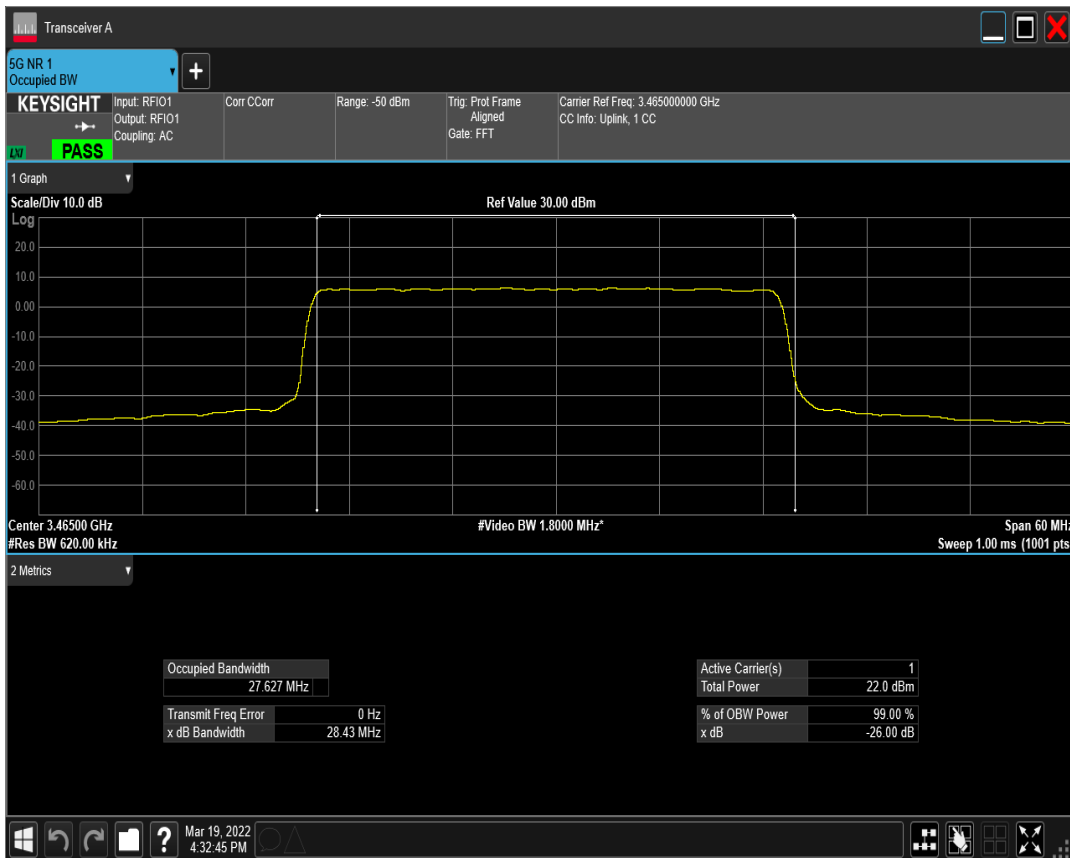 Transceiver A
5G NR 1
Occupied BW
+
KEYSIGHT
LXI
PASS
Input: RFIO1
Output: RFIO1
Coupling: AC
Corr CCorr
Range: -50 dBm
Trig: Prot Frame
Aligned
Gate: FFT
Carrier Ref Freq: 3.465000000 GHz
CC Info: Uplink, 1 CC
1 Graph
Scale/Div 10.0 dB
Ref Value 30.00 dBm
Log
20.0
10.0
0.00
-10.0
-20.0
-30.0
-40.0
-50.0
-60.0
Center 3.46500 GHz
#Video BW 1.8000 MHz*
Span 60 MHz
#Res BW 620.00 kHz
Sweep 1.00 ms (1001 pts
2 Metrics
Occupied Bandwidth
27.627 MHz
Transmit Freq Error 0 Hz
x dB Bandwidth 28.43 MHz
Active Carrier(s) 1
Total Power 22.0 dBm
% of OBW Power 99.00 %
x dB -26.00 dB
?
Mar 19, 2022
4:32:45 PM